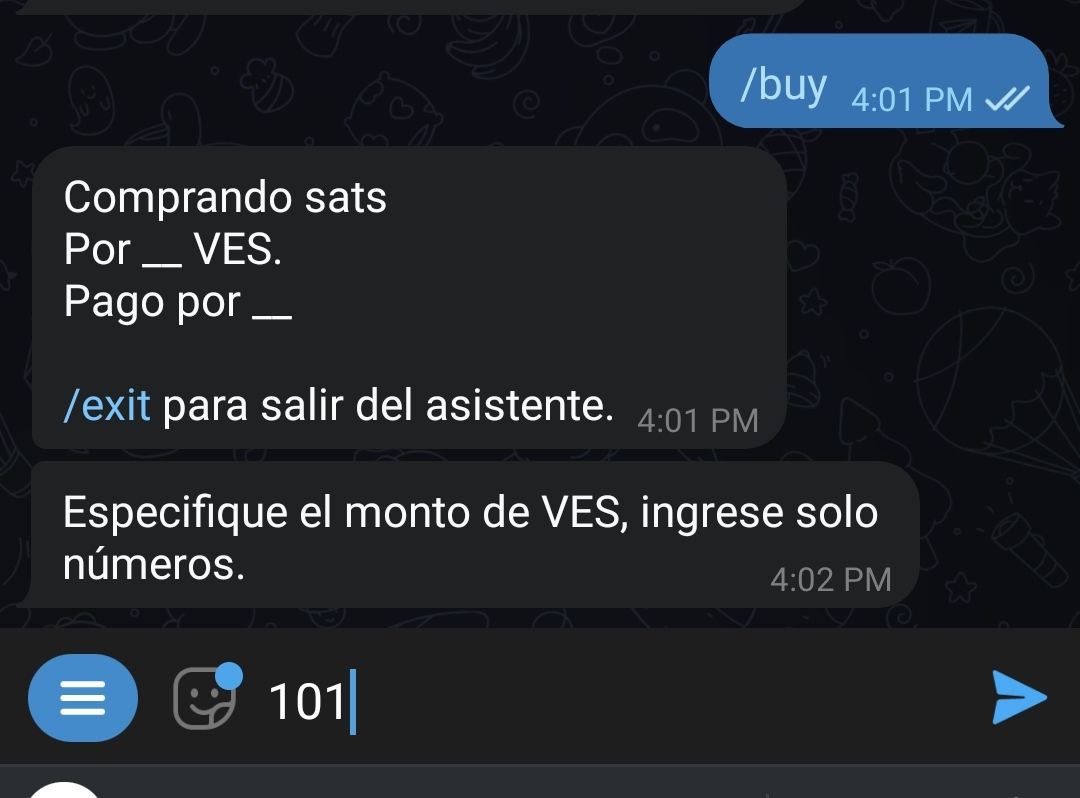 /buy 4:01 PM
Comprando sats
Por __ VES.
Pago por __
/exit para salir del asistente. 4:01 PM
Especifique el monto de VES, ingrese solo
números. 4:02 PM
101